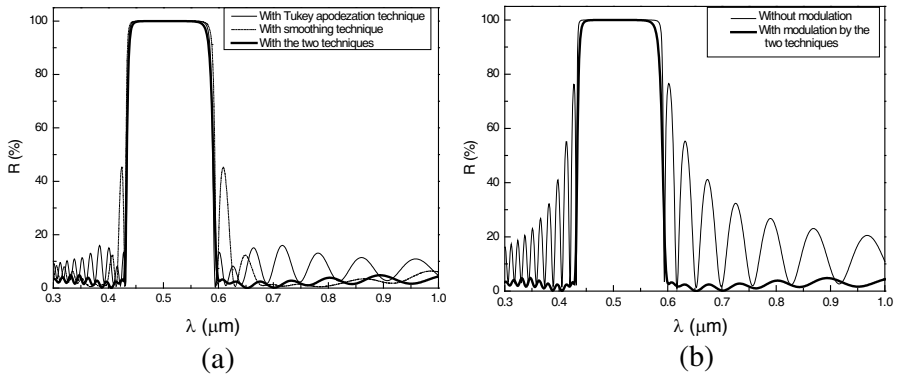 With Tukey apodezation technique
With smoothing technique
With the two techniques
R (%)
100
80
60
40
20
0
0.3 0.4 0.5 0.6 0.7 0.8 0.9 1.0
λ (μm)
(a)
Without modulation
With modulation by the
two techniques
R (%)
100
80
60
40
20
0
0.3 0.4 0.5 0.6 0.7 0.8 0.9 1.0
λ (μm)
(b)